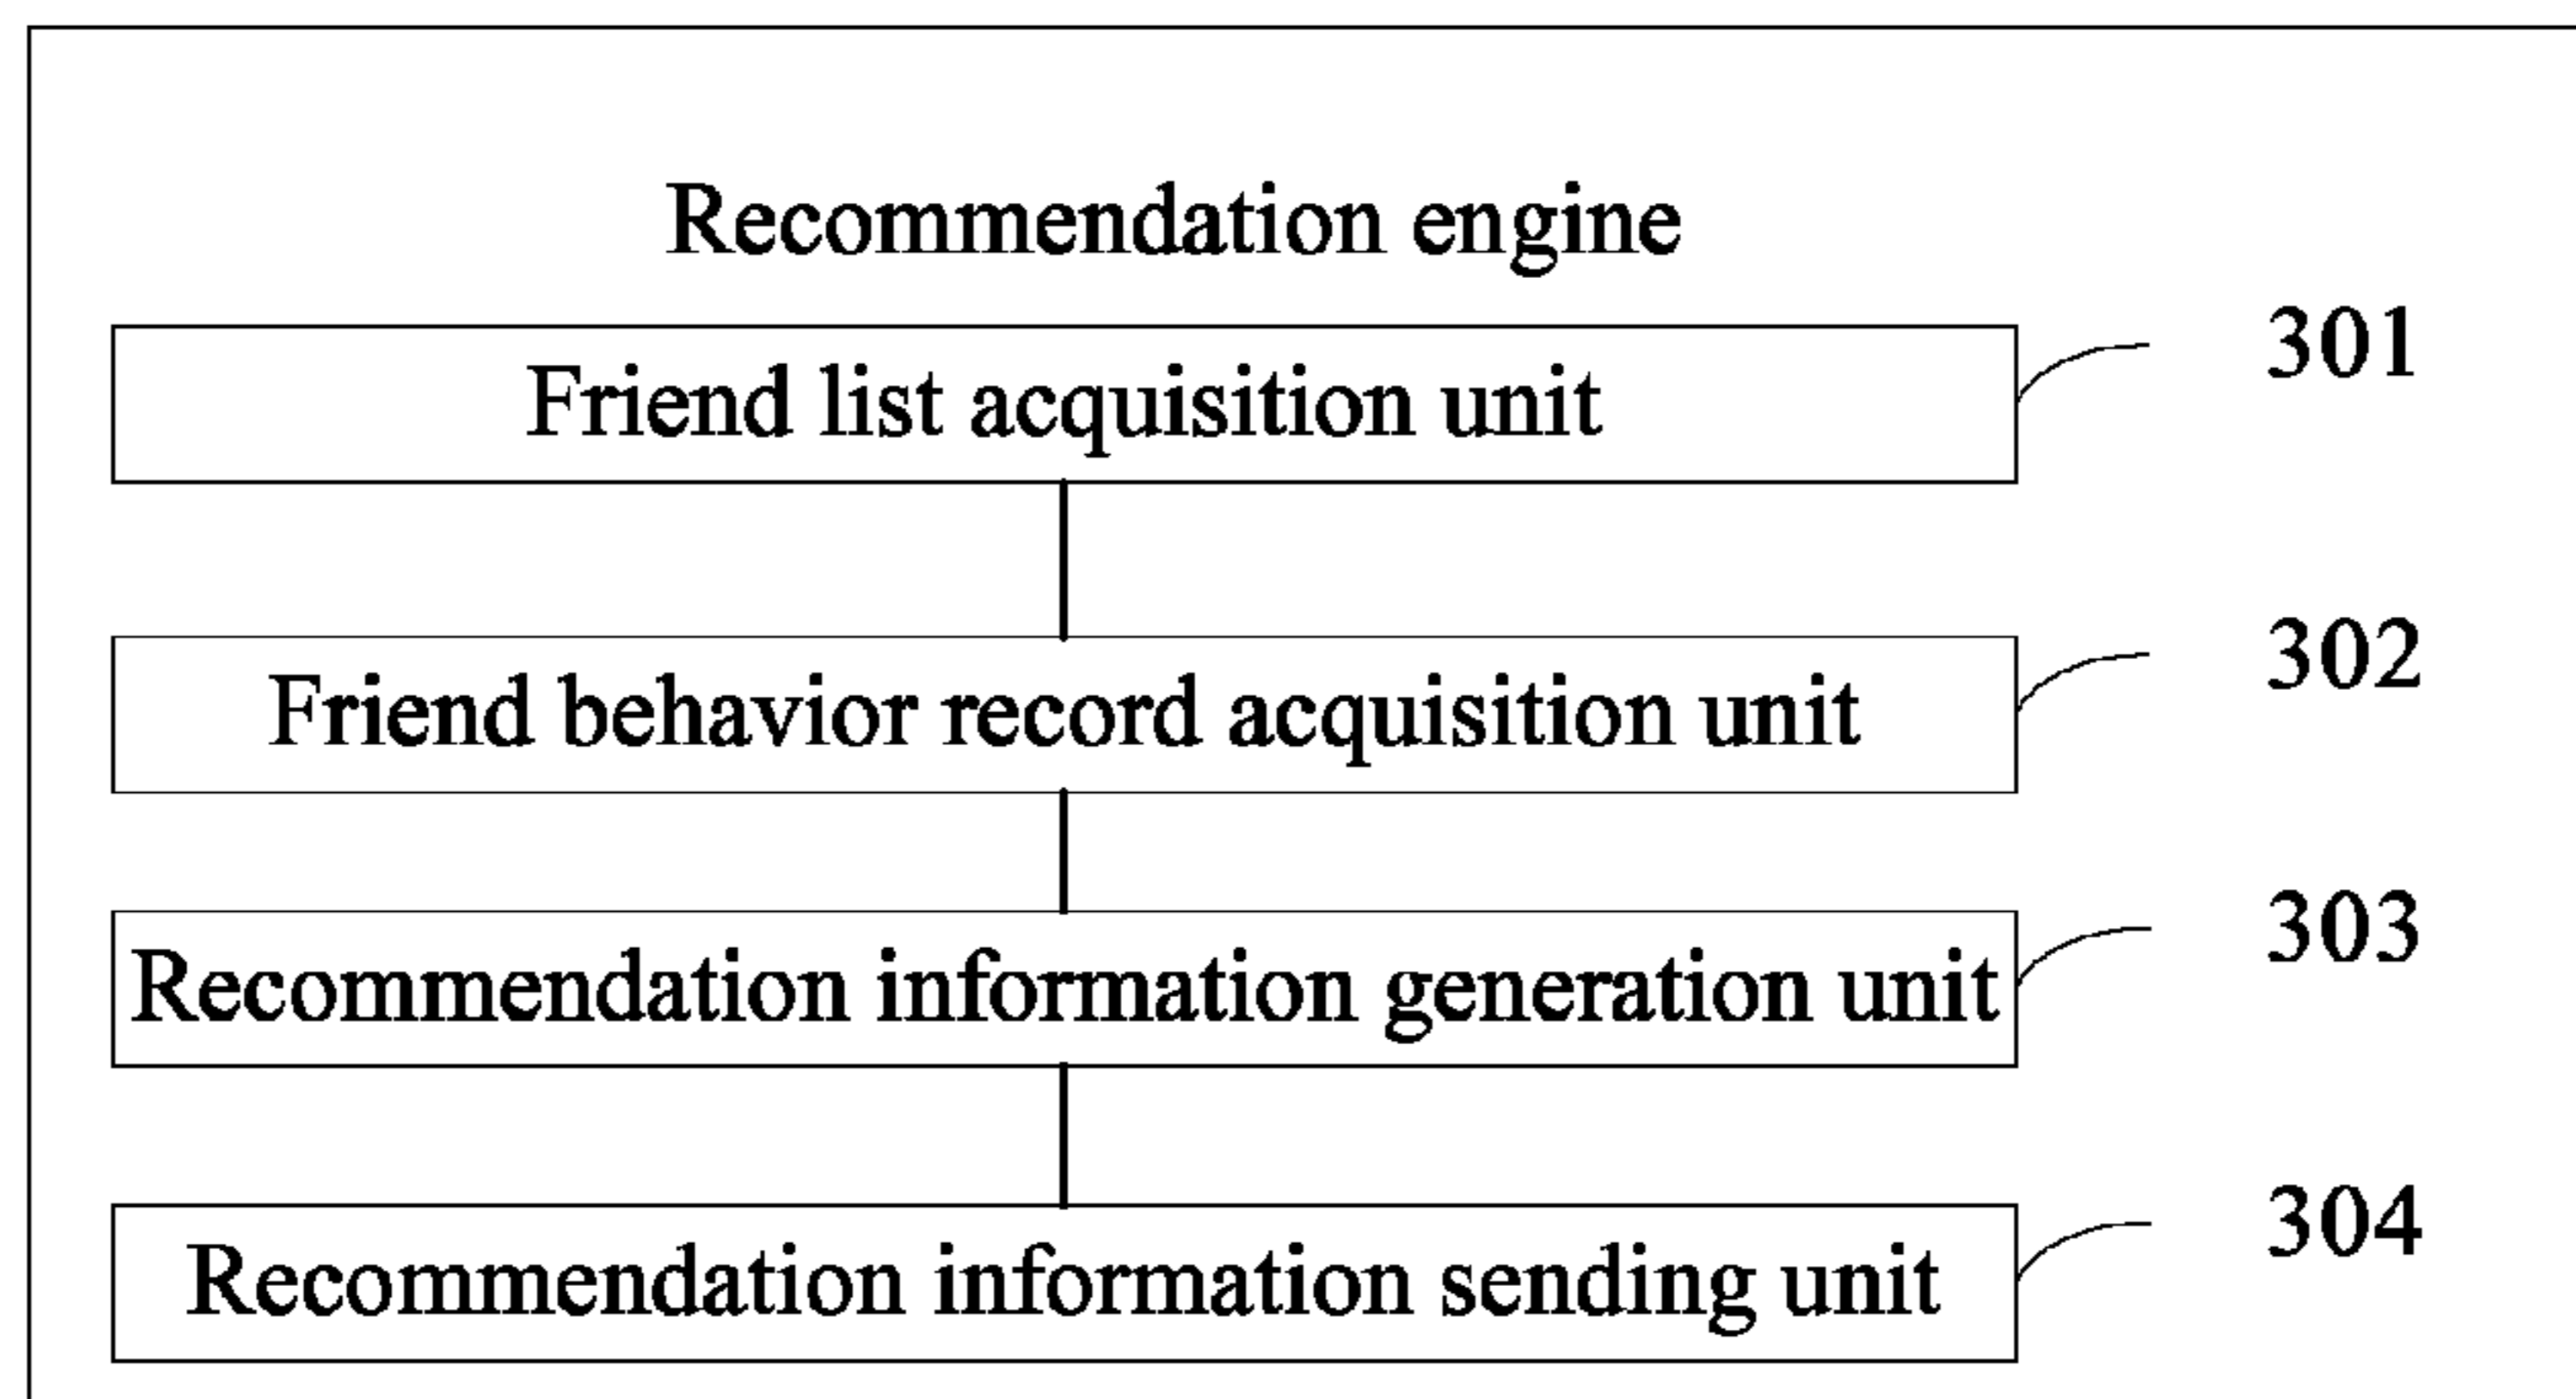 Recommendation engine
Friend list acquisition unit
301
Friend behavior record acquisition unit
302
Recommendation information generation unit
303
Recommendation information sending unit
304